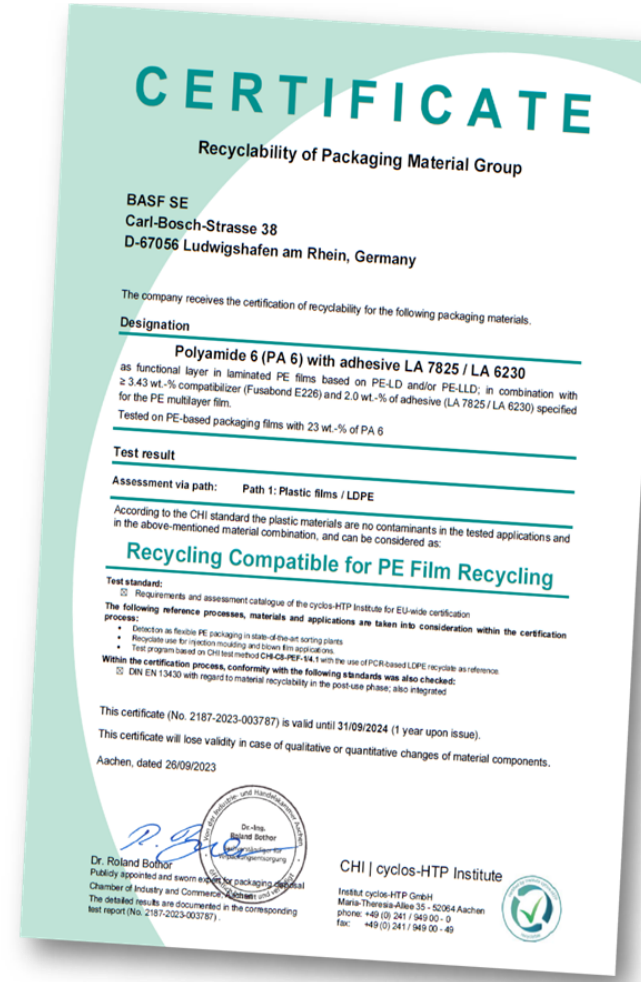 CERTIFICATE
Recyclability of Packaging Material Group
BASF SE
Carl-Bosch-Strasse 38
D-67056 Ludwigshafen am Rhein, Germany
The company receives the certification of recyclability for the following packaging materials.
Designation
Polyamide 6 (PA 6) with adhesive LA 7825 / LA 6230
as functional layer in laminated PE films based on PE-LD and/or PE-LLD; in combination with
≥ 3.43 wt.-% compatibilizer (Fusabond E226) and 2.0 wt.-% of adhesive (LA 7825 / LA 6230) specified
for the PE multilayer film.
Tested on PE-based packaging films with 23 wt.-% of PA 6
Test result
Assessment via path: Path 1: Plastic films / LDPE
According to the CHI standard the plastic materials are no contaminants in the tested applications and
in the above-mentioned material combination, and can be considered as:
Recycling Compatible for PE Film Recycling
Test standard:
☒ Requirements and assessment catalogue of the cyclos-HTP Institute for EU-wide certification
The following reference processes, materials and applications are taken into consideration within the certification
process:
• Detection as flexible PE packaging in state-of-the-art sorting plants
• Recyclate use for injection moulding and blown film applications.
• Test program based on CHI test method CHI-CS-PEF-1/4.1 with the use of PCR-based LDPE recyclate as reference.
Within the certification process, conformity with the following standards was also checked:
☒ DIN EN 13430 with regard to material recyclability in the post-use phase; also integrated
This certificate (No. 2187-2023-003787) is valid until 31/09/2024 (1 year upon issue).
This certificate will lose validity in case of qualitative or quantitative changes of material components.
Aachen, dated 26/09/2023
Von der Industrie- und Handelskammer Aachen
Dr.-Ing.
Roland Bothor
Dr. Roland Bothor
Publicly appointed and sworn expert for packaging disposal
Chamber of Industry and Commerce,
The detailed results are documented in the corresponding
test report (No. 2187-2023-003787) .
CHI | cyclos-HTP Institute
Institut cyclos-HTP GmbH
Maria-Theresia-Allee 35 - 52064 Aachen
phone: +49 (0) 241 / 949 00 - 0
fax: +49 (0) 241 / 949 00 - 49